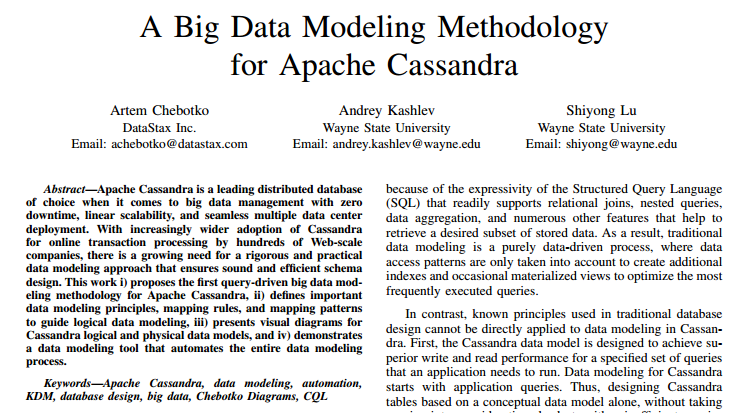 A Big Data Modeling Methodology
for Apache Cassandra
Artem Chebotko
DataStax Inc.
Email: achebotko@datastax.com
Andrey Kashlev
Wayne State University
Email: andrey.kashlev@wayne.edu
Shiyong Lu
Wayne State University
Email: shiyong@wayne.edu
Abstract—Apache Cassandra is a leading distributed database
of choice when it comes to big data management with zero
downtime, linear scalability, and seamless multiple data center
deployment. With increasingly wider adoption of Cassandra
for online transaction processing by hundreds of Web-scale
companies, there is a growing need for a rigorous and practical
data modeling approach that ensures sound and efficient schema
design. This work i) proposes the first query-driven big data mod-
eling methodology for Apache Cassandra, ii) defines important
data modeling principles, mapping rules, and mapping patterns
to guide logical data modeling, iii) presents visual diagrams for
Cassandra logical and physical data models, and iv) demonstrates
a data modeling tool that automates the entire data modeling
process.
Keywords—Apache Cassandra, data modeling, automation,
KDM, database design, big data, Chebotko Diagrams, CQL
because of the expressivity of the Structured Query Language
(SQL) that readily supports relational joins, nested queries,
data aggregation, and numerous other features that help to
retrieve a desired subset of stored data. As a result, traditional
data modeling is a purely data-driven process, where data
access patterns are only taken into account to create additional
indexes and occasional materialized views to optimize the most
frequently executed queries.
In contrast, known principles used in traditional database
design cannot be directly applied to data modeling in Cassan-
dra. First, the Cassandra data model is designed to achieve su-
perior write and read performance for a specified set of queries
that an application needs to run. Data modeling for Cassandra
starts with application queries. Thus, designing Cassandra
tables based on a conceptual data model alone, without taking